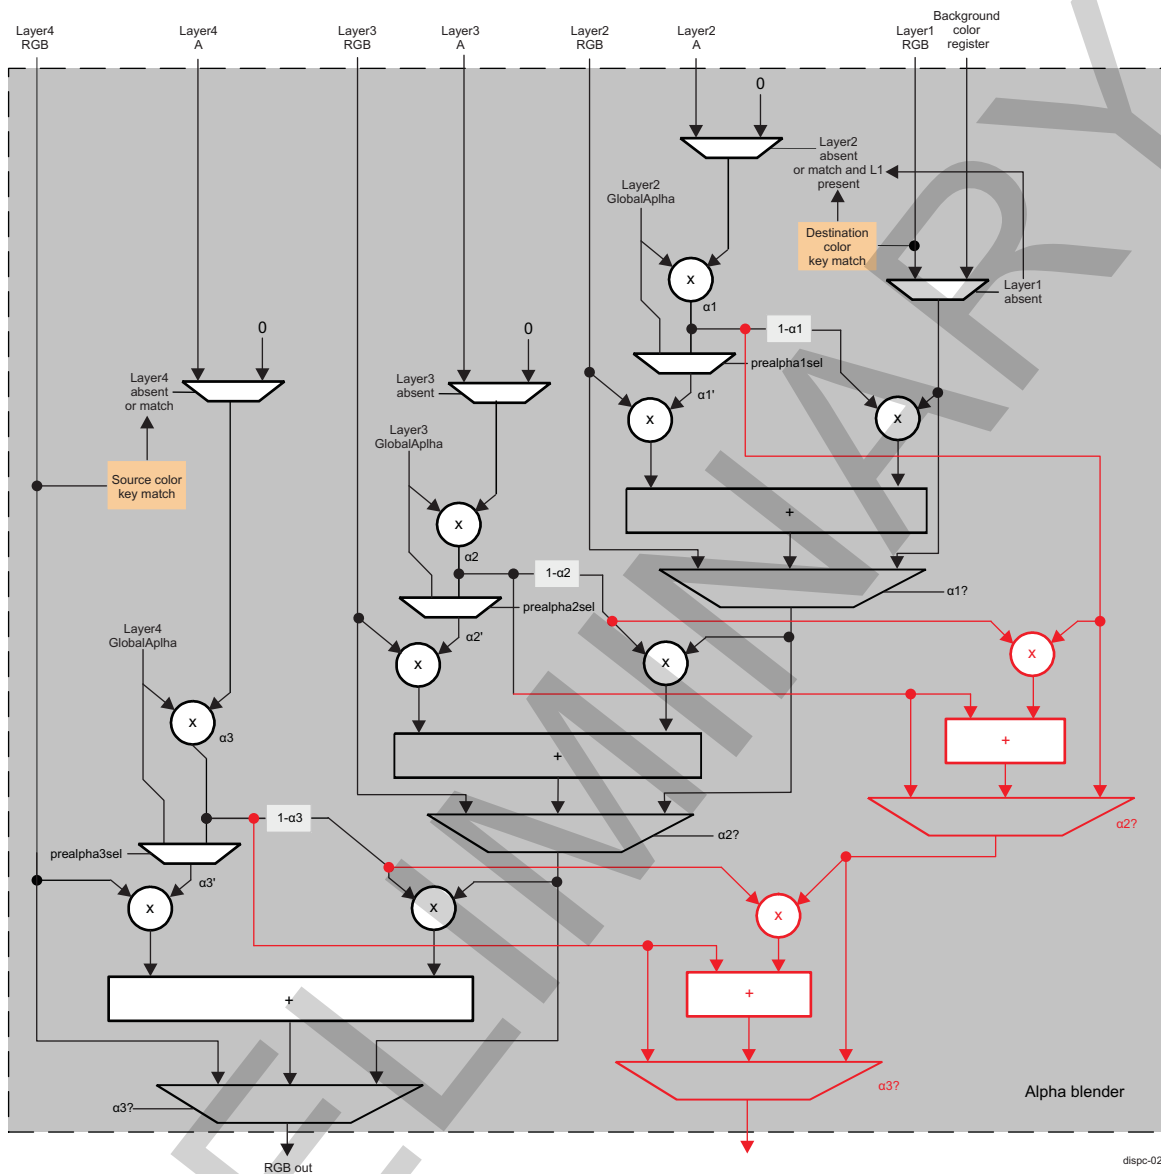 Layer4
RGB
Layer4
A
Layer3
RGB
Layer3
A
Layer2
RGB
Layer2
A
Layer1
RGB
Background
color
register
0
Layer2
absent
or match and L1
present
Layer2
GlobalAplha
Destination
color
key match
x
α1
Layer1
absent
1-α1
0
0
prealpha1sel
Layer4
absent
or match
Layer3
absent
α1'
x
x
Layer3
GlobalAplha
Source color
key match
+
x
α2
1-α2
α1?
prealpha2sel
α2'
Layer4
GlobalAplha
x
x
x
x
α3
+
+
1-α3
α2?
α2?
prealpha3sel
α3'
x
x
x
+
+
α3?
α3?
Alpha blender
RGB out
dispc-02
ELIMINARY